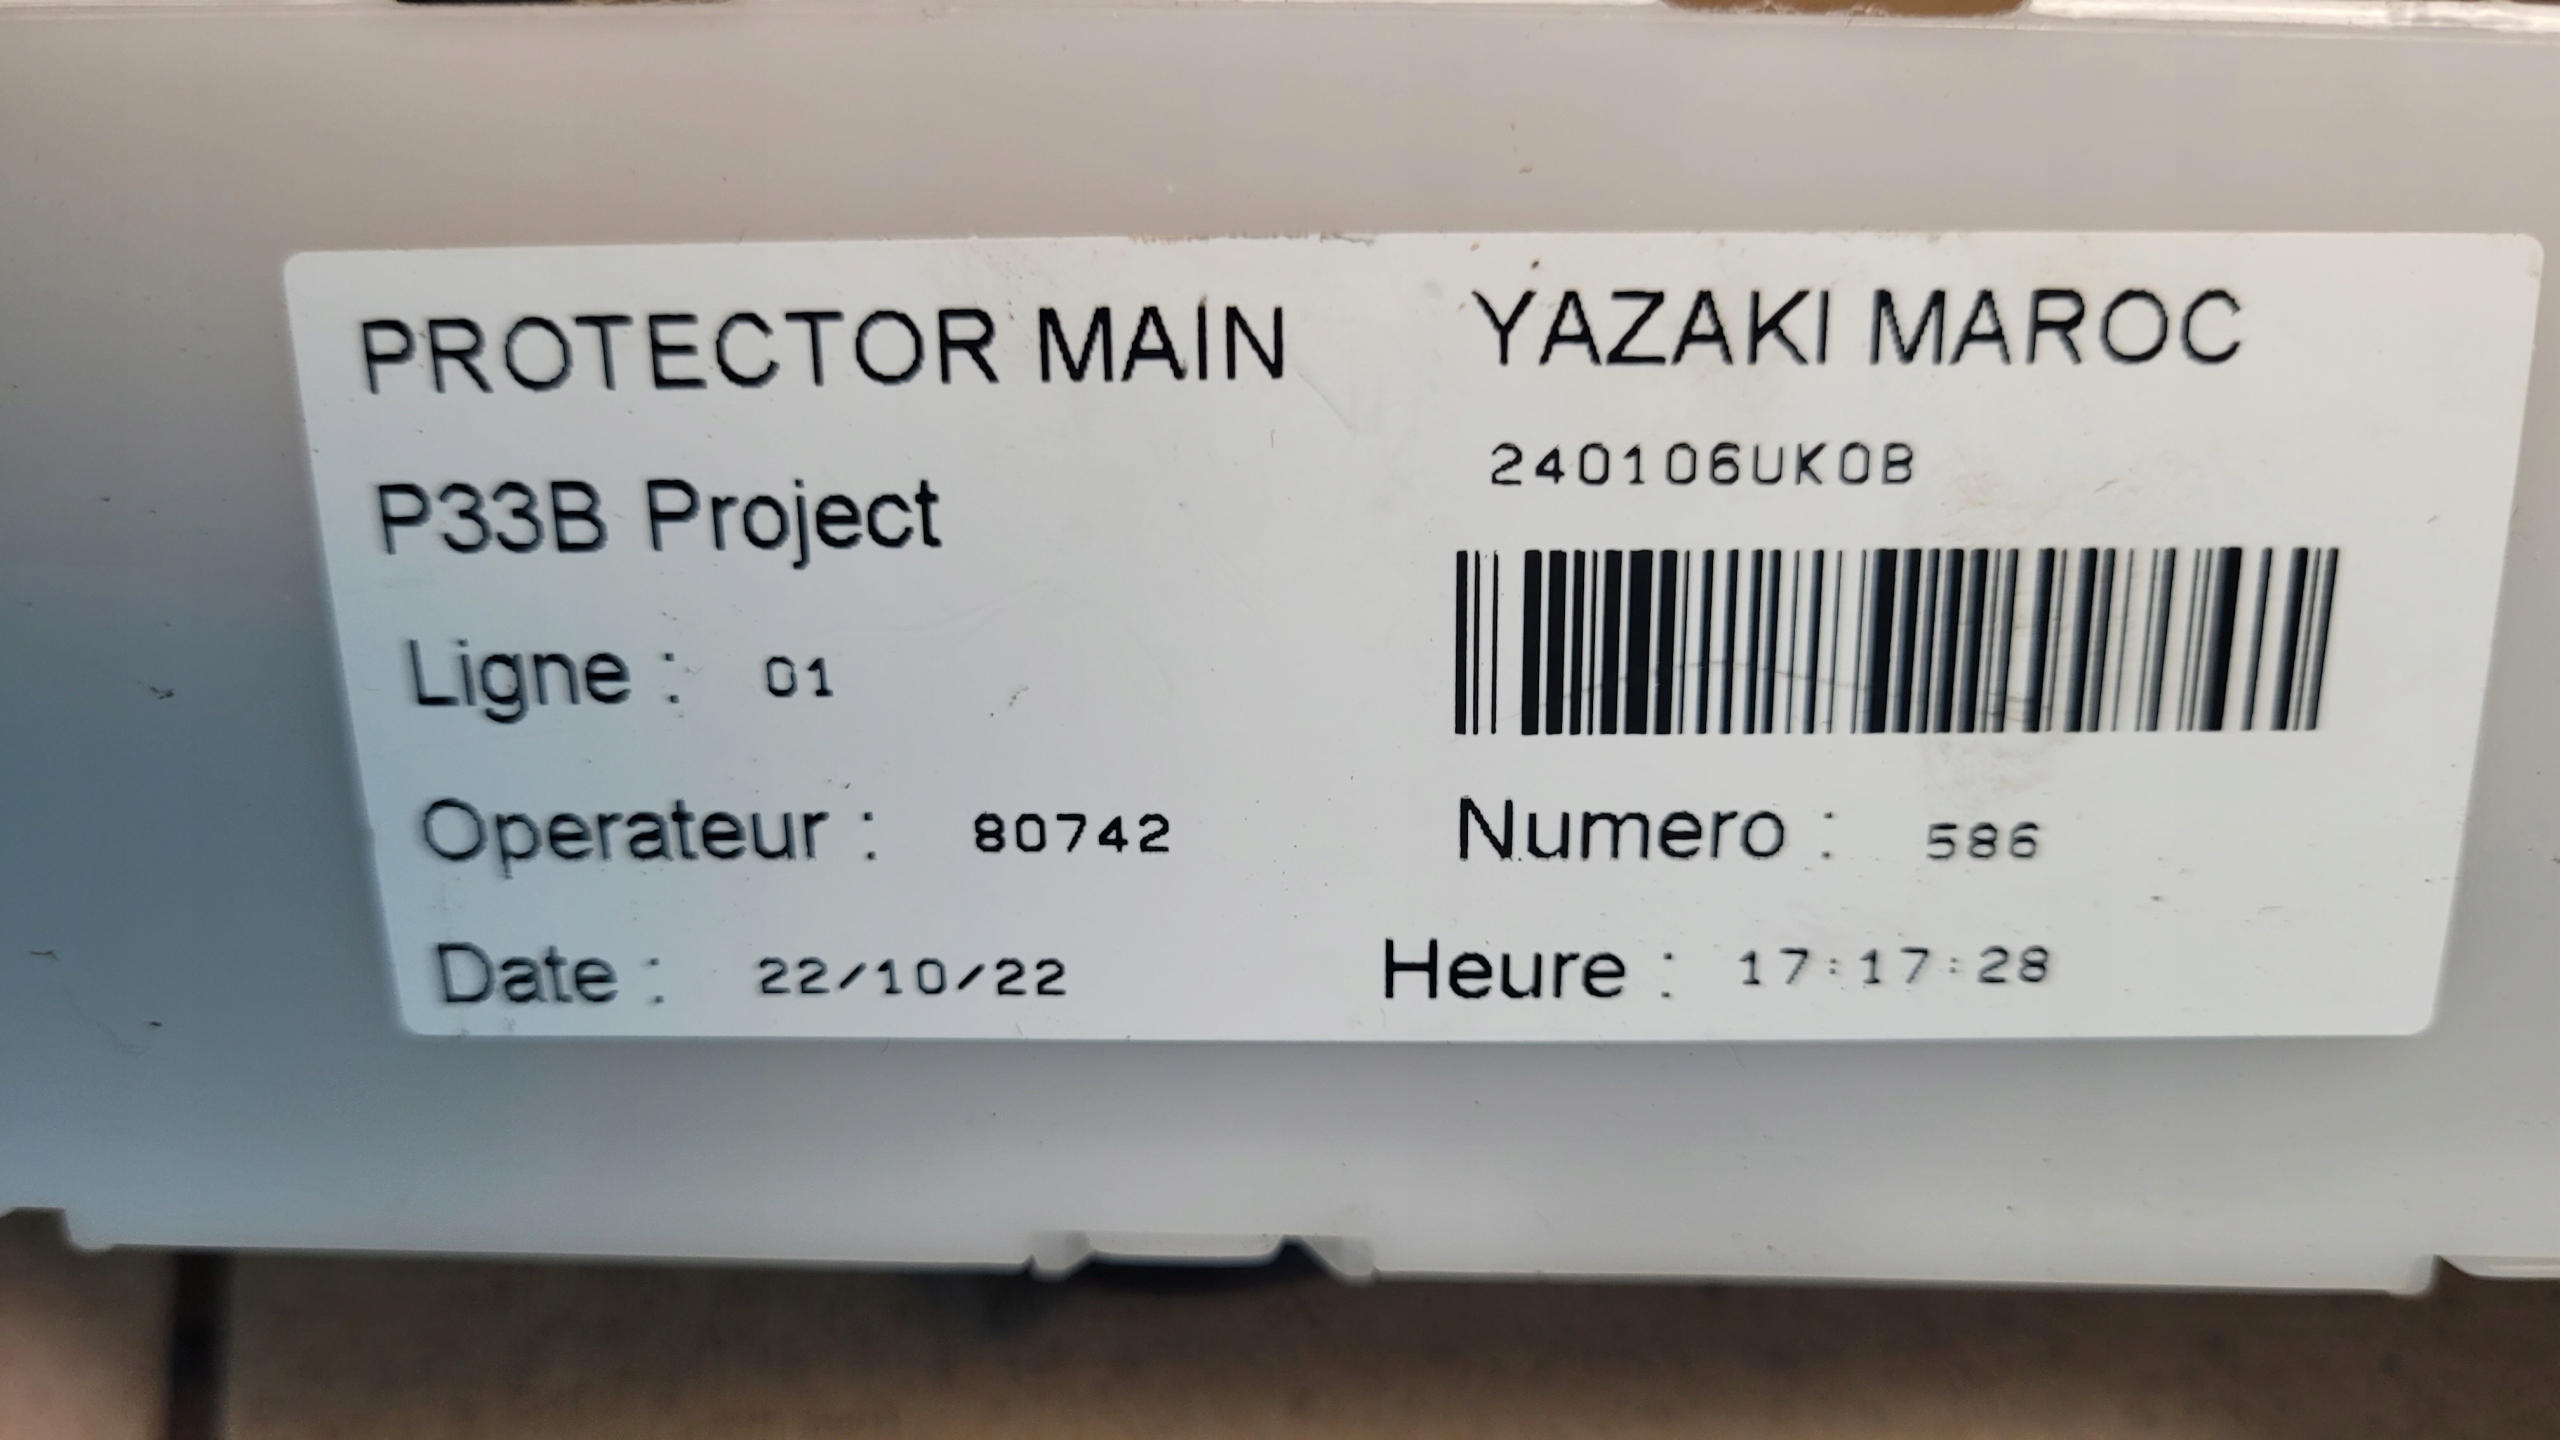 PROTECTOR MAIN
YAZAKI MAROC
240106UK0B
P33B Project
Ligne : 01
Operateur : 80742
Numero : 586
Date : 22/10/22
Heure : 17:17:28